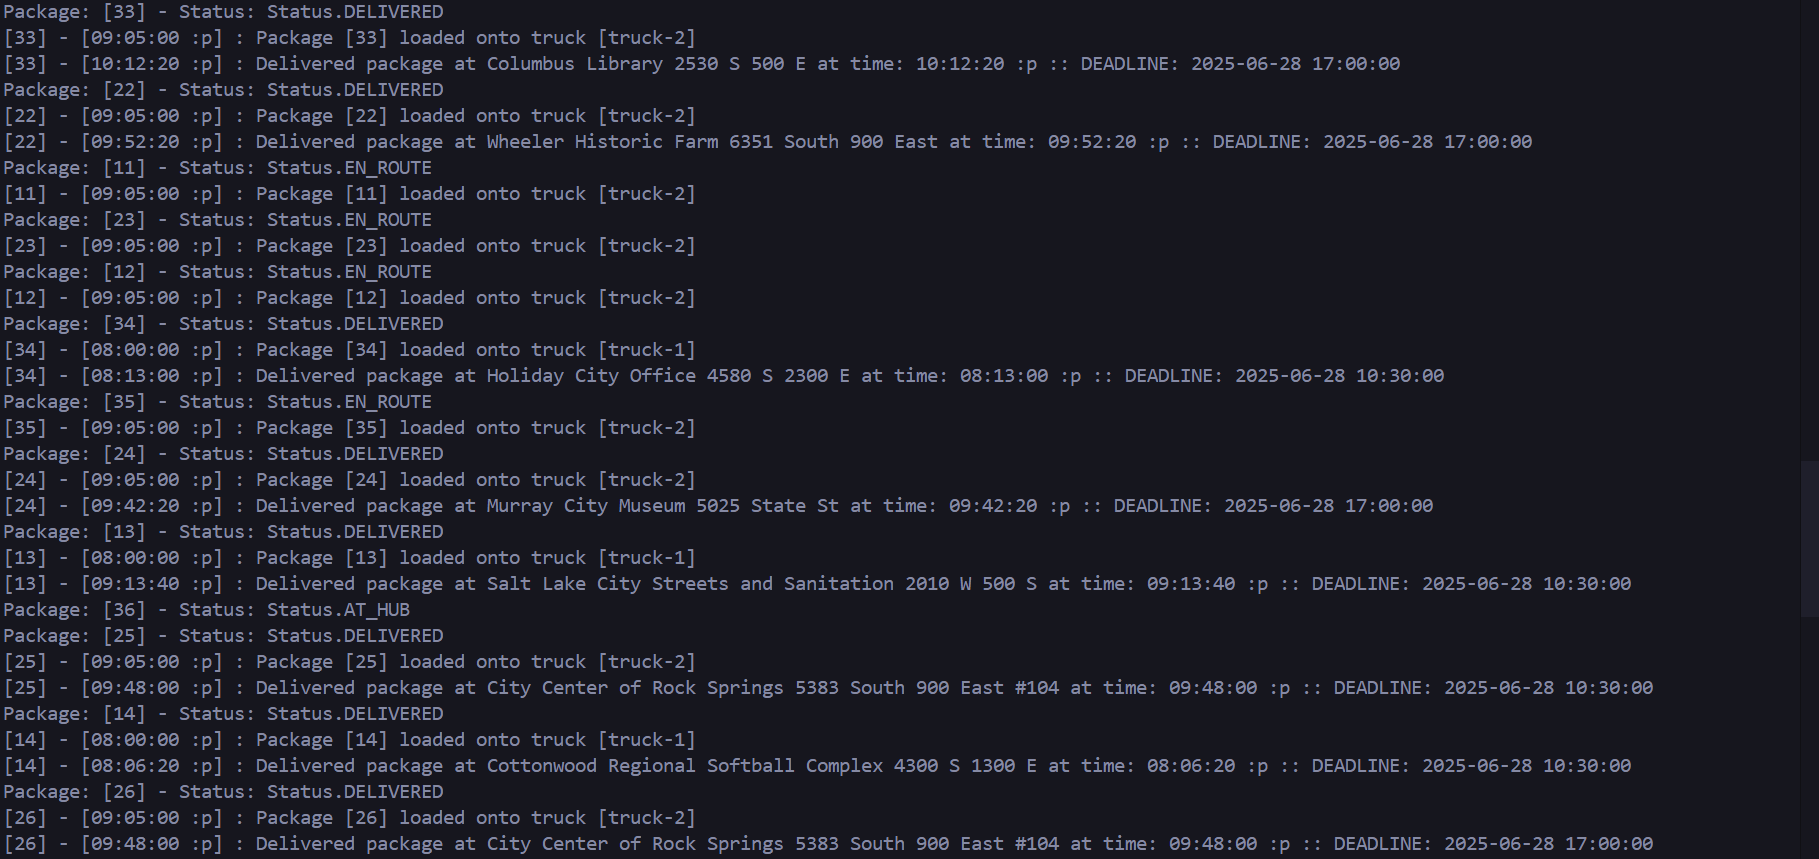 Package: [33] - Status: Status.DELIVERED
[33] - [09:05:00 :p] : Package [33] loaded onto truck [truck-2]
[33] - [10:12:20 :p] : Delivered package at Columbus Library 2530 S 500 E at time: 10:12:20 :p :: DEADLINE: 2025-06-28 17:00:00
Package: [22] - Status: Status.DELIVERED
[22] - [09:05:00 :p] : Package [22] loaded onto truck [truck-2]
[22] - [09:52:20 :p] : Delivered package at Wheeler Historic Farm 6351 South 900 East at time: 09:52:20 :p :: DEADLINE: 2025-06-28 17:00:00
Package: [11] - Status: Status.EN_ROUTE
[11] - [09:05:00 :p] : Package [11] loaded onto truck [truck-2]
Package: [23] - Status: Status.EN_ROUTE
[23] - [09:05:00 :p] : Package [23] loaded onto truck [truck-2]
Package: [12] - Status: Status.EN_ROUTE
[12] - [09:05:00 :p] : Package [12] loaded onto truck [truck-2]
Package: [34] - Status: Status.DELIVERED
[34] - [08:00:00 :p] : Package [34] loaded onto truck [truck-1]
[34] - [08:13:00 :p] : Delivered package at Holiday City Office 4580 S 2300 E at time: 08:13:00 :p :: DEADLINE: 2025-06-28 10:30:00
Package: [35] - Status: Status.EN_ROUTE
[35] - [09:05:00 :p] : Package [35] loaded onto truck [truck-2]
Package: [24] - Status: Status.DELIVERED
[24] - [09:05:00 :p] : Package [24] loaded onto truck [truck-2]
[24] - [09:42:20 :p] : Delivered package at Murray City Museum 5025 State St at time: 09:42:20 :p :: DEADLINE: 2025-06-28 17:00:00
Package: [13] - Status: Status.DELIVERED
[13] - [08:00:00 :p] : Package [13] loaded onto truck [truck-1]
[13] - [09:13:40 :p] : Delivered package at Salt Lake City Streets and Sanitation 2010 W 500 S at time: 09:13:40 :p :: DEADLINE: 2025-06-28 10:30:00
Package: [36] - Status: Status.AT_HUB
Package: [25] - Status: Status.DELIVERED
[25] - [09:05:00 :p] : Package [25] loaded onto truck [truck-2]
[25] - [09:48:00 :p] : Delivered package at City Center of Rock Springs 5383 South 900 East #104 at time: 09:48:00 :p :: DEADLINE: 2025-06-28 10:30:00
Package: [14] - Status: Status.DELIVERED
[14] - [08:00:00 :p] : Package [14] loaded onto truck [truck-1]
[14] - [08:06:20 :p] : Delivered package at Cottonwood Regional Softball Complex 4300 S 1300 E at time: 08:06:20 :p :: DEADLINE: 2025-06-28 10:30:00
Package: [26] - Status: Status.DELIVERED
[26] - [09:05:00 :p] : Package [26] loaded onto truck [truck-2]
[26] - [09:48:00 :p] : Delivered package at City Center of Rock Springs 5383 South 900 East #104 at time: 09:48:00 :p :: DEADLINE: 2025-06-28 17:00:00